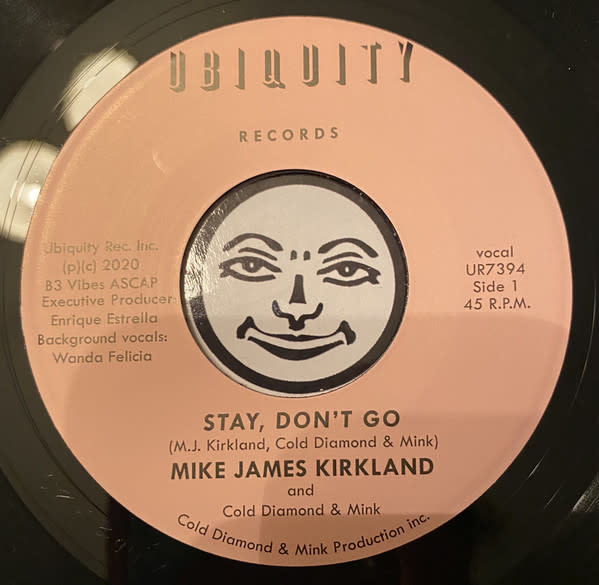 UBIQUITY
RECORDS
Ubiquity Rec. Inc.
(p)(c) 2020
B3 Vibes ASCAP
Executive Producer:
Enrique Estrella
Background vocals:
Wanda Felicia
vocal
UR7394
Side 1
45 R.P.M.
STAY, DON'T GO
(M.J. Kirkland, Cold Diamond & Mink)
MIKE JAMES KIRKLAND
and
Cold Diamond & Mink
Cold Diamond & Mink Production inc.